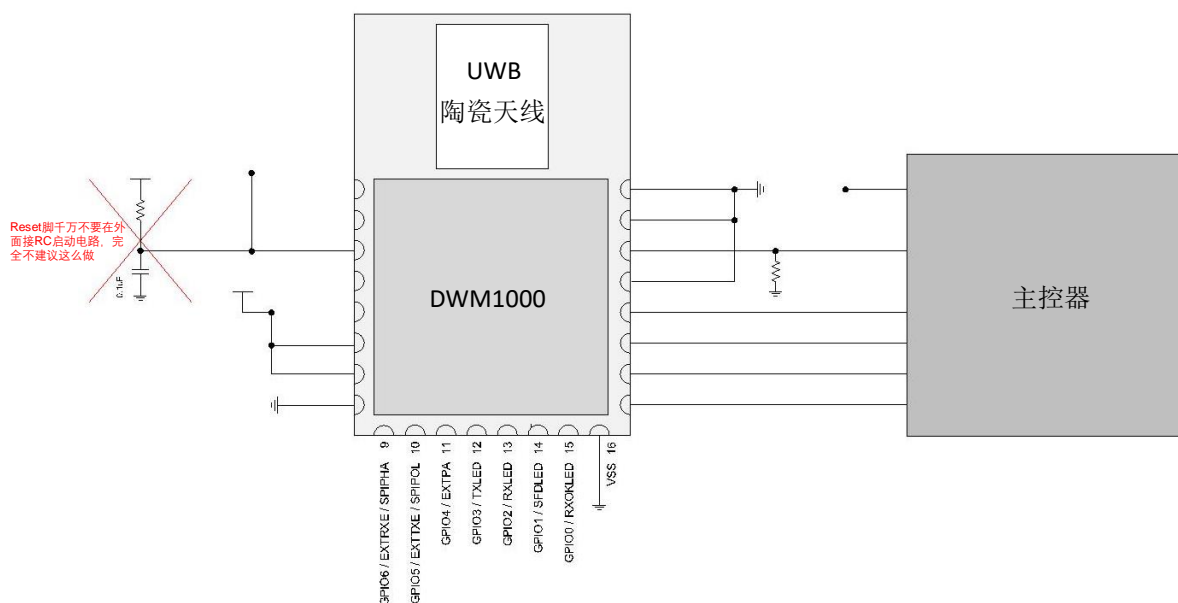 UWB
陶瓷天线
Reset脚千万不要在外
面接RC启动电路，完
全不建议这么做
0.1uF
DWM1000
主控器
GPIO6 / EXTRXE / SPIPHA 9
GPIO5 / EXTTXE / SPIPOL 10
GPIO4 / EXTPA 11
GPIO3 / TXLED 12
GPIO2 / RXLED 13
GPIO1 / SFDLED 14
GPIO0 / RXOKLED 15
VSS 16